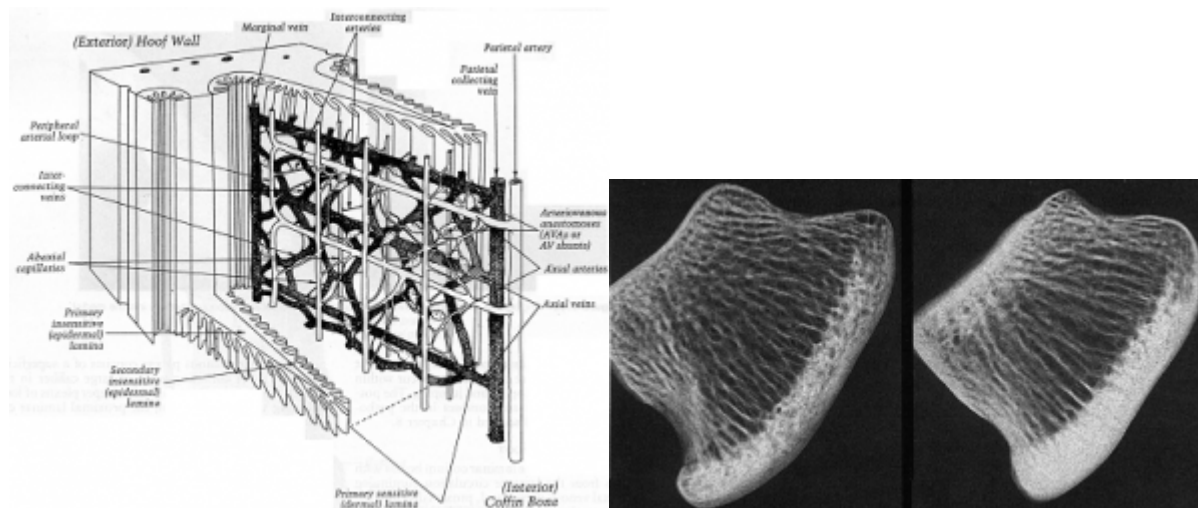 Marginal vein
Interconnecting
arteries
(Exterior) Hoof Wall
Parietal artery
Parietal
collecting
vein
Peripheral
arterial loop
Inter-
connecting
veins
Abaxial
capillaries
Primary
insensitive
(epidermal)
lamina
Secondary
insensitive
(epidermal)
lamina
Arteriovenous
anastomoses
(AVAs or
AV shunts)
Axial arteries
Axial veins
Primary sensitive
(dermal) lamina
(Interior)
Coffin Bone